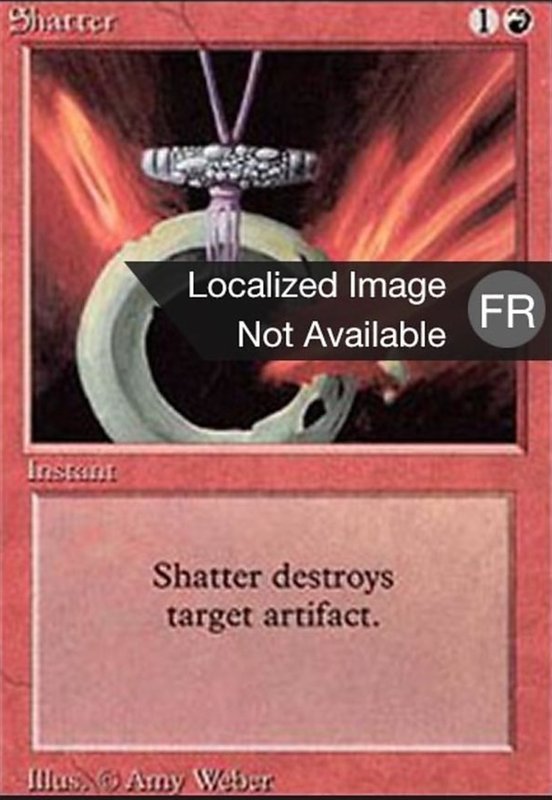 Shatter
1
Localized Image
Not Available
FR
Instant
Shatter destroys
target artifact.
Illus. © Amy Weber